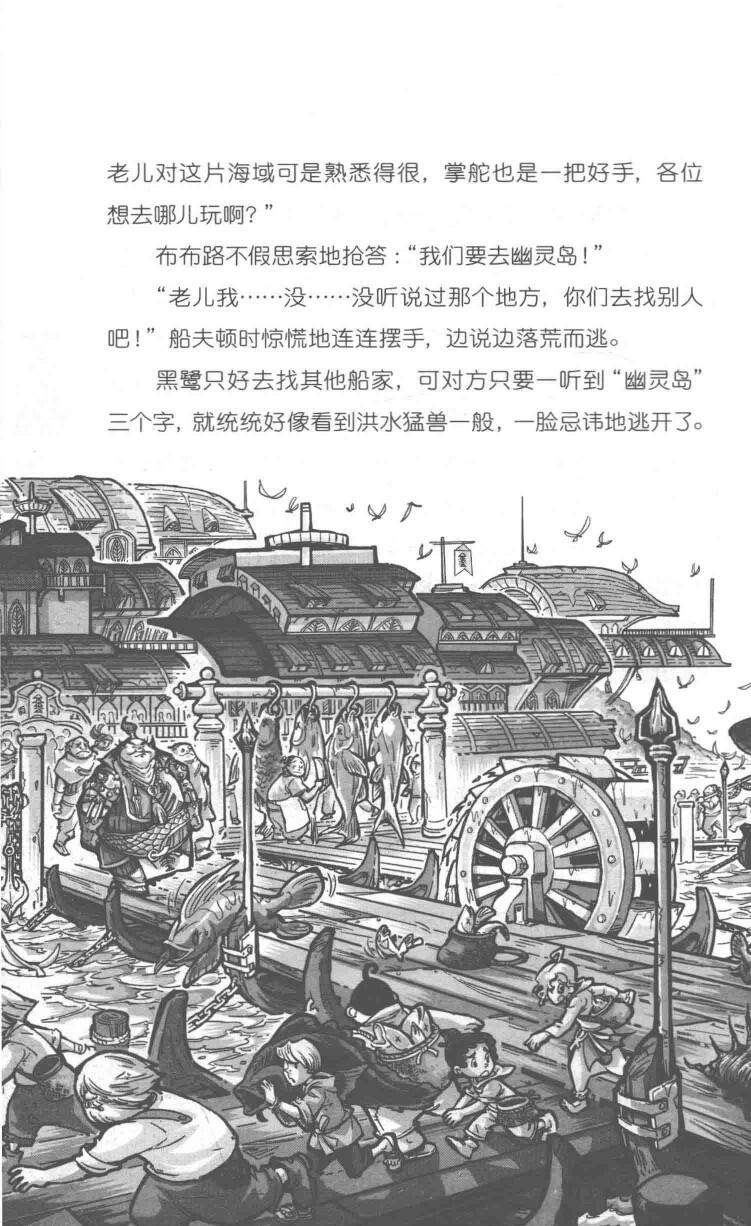 老儿对这片海域可是熟悉得很，掌舵也是一把好手，各位
想去哪儿玩啊？”
布布路不假思索地抢答：“我们要去幽灵岛！”
“老儿我……没……没听说过那个地方，你们去找别人
吧！”船夫顿时惊慌地连连摆手，边说边落荒而逃。
黑鹭只好去找其他船家，可对方只要一听到“幽灵岛”
三个字，就统统好像看到洪水猛兽一般，一脸忌讳地逃开了。